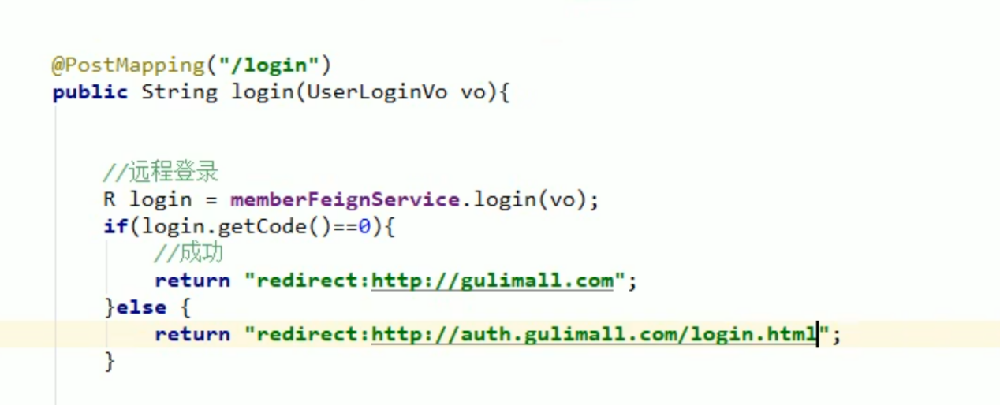 @PostMapping("/login")
public String login(UserLoginVo vo){
//远程登录
R login = memberFeignService.login(vo);
if(login.getCode()==0){
//成功
return "redirect:http://gulimall.com";
}else {
return "redirect:http://auth.gulimall.com/login.html";
}